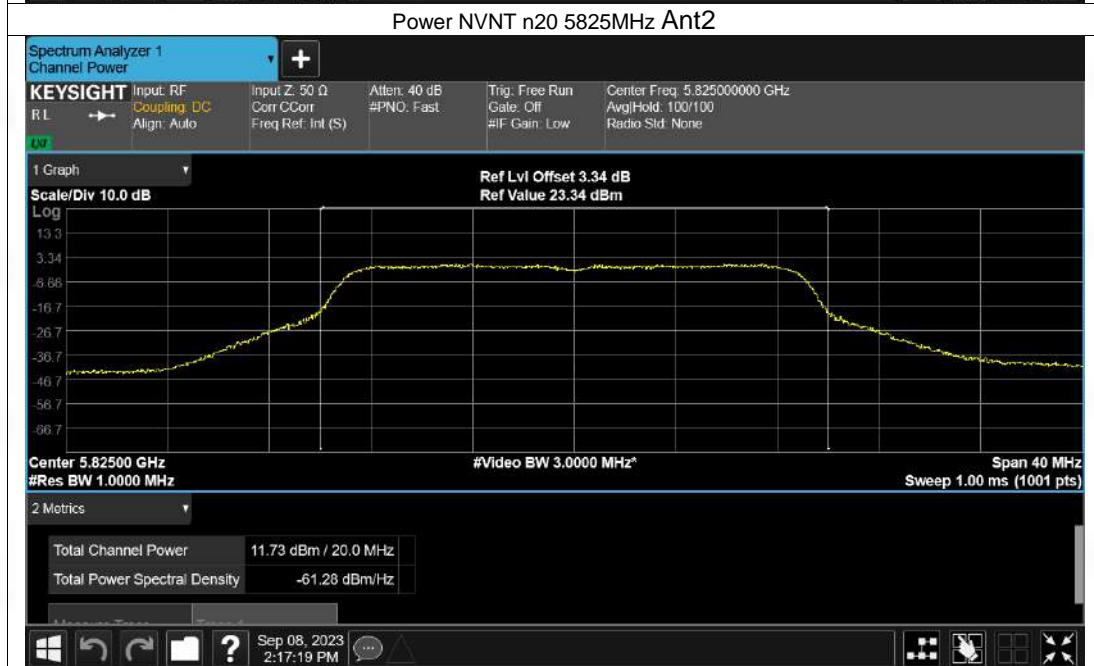 Power NVNT n20 5825MHz Ant2
Spectrum Analyzer 1
Channel Power
+
KEYSIGHT
R L
LXI
Input: RF
Coupling: DC
Align: Auto
Input Z: 50 Ω
Corr CCorr
Freq Ref: Int (S)
Atten: 40 dB
#PNO: Fast
Trig: Free Run
Gate: Off
#IF Gain: Low
Center Freq: 5.825000000 GHz
Avg|Hold: 100/100
Radio Std: None
1 Graph
Scale/Div 10.0 dB
Ref Lvl Offset 3.34 dB
Ref Value 23.34 dBm
Log
13.3
3.34
-6.66
-16.7
-26.7
-36.7
-46.7
-56.7
-66.7
Center 5.82500 GHz
#Video BW 3.0000 MHz*
Span 40 MHz
#Res BW 1.0000 MHz
Sweep 1.00 ms (1001 pts)
2 Metrics
Total Channel Power 11.73 dBm / 20.0 MHz
Total Power Spectral Density -61.28 dBm/Hz
?
Sep 08, 2023
2:17:19 PM